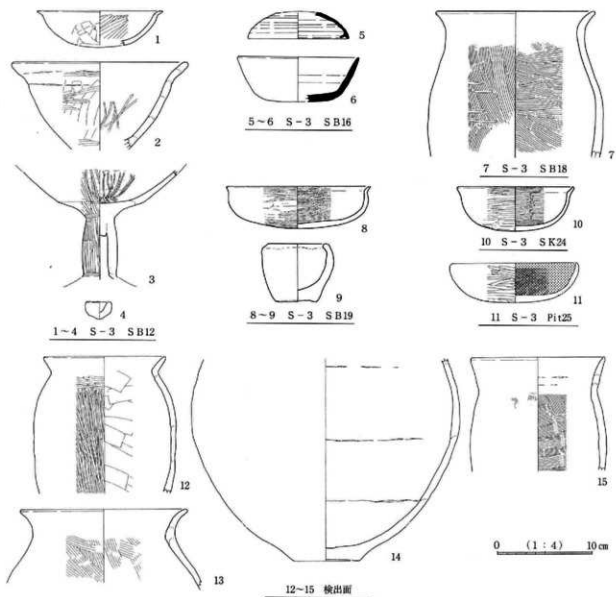 1
2
3
4
1～4　S－3　SB12
5
6
5～6　S－3　SB16
7
7　S－3　SB18
8
9
8～9　S－3　SB19
10
10　S－3　SK24
11
11　S－3　Pit25
12
13
14
12～15　検出面
15
0　(1：4)　10cm